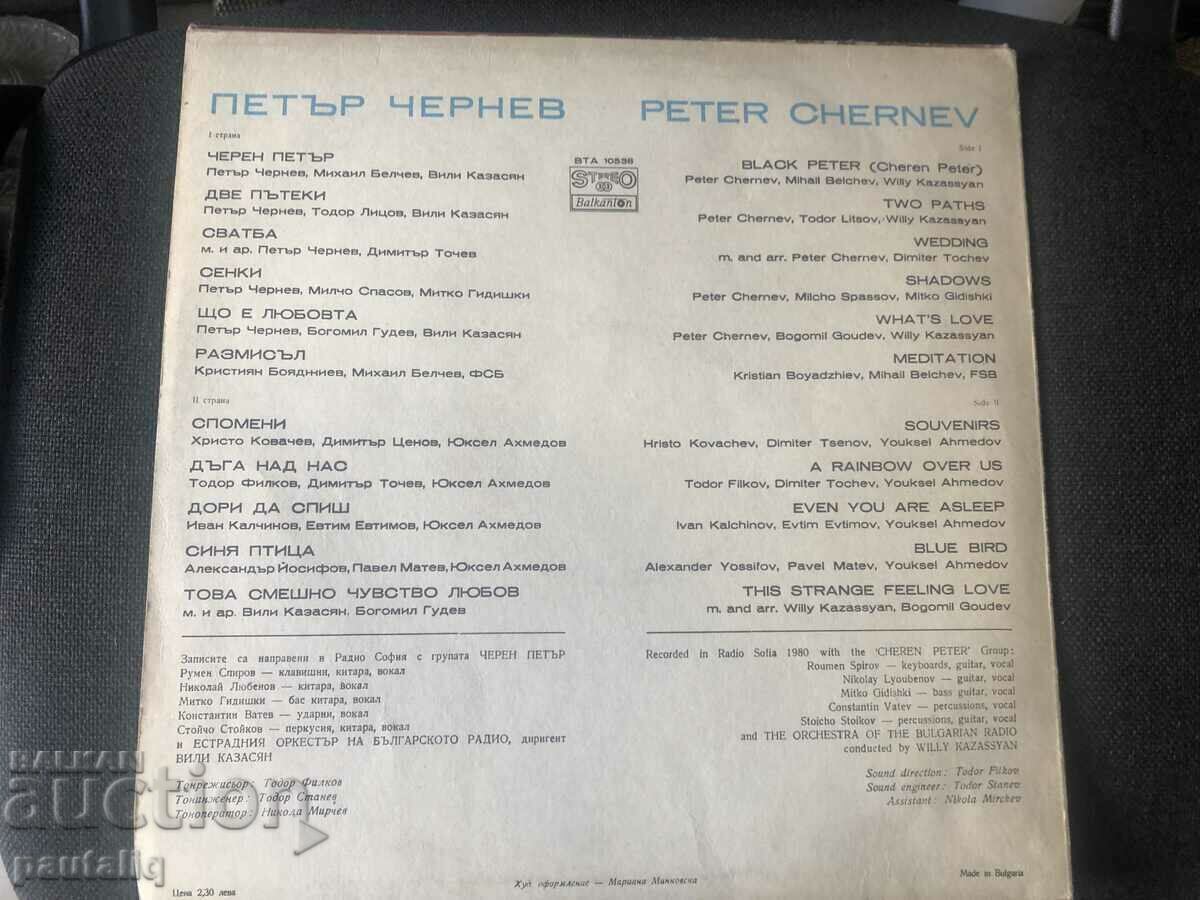 ПЕТЪР ЧЕРНЕВ
I страна
ЧЕРЕН ПЕТЪР
Петър Чернев, Михаил Белчев, Вили Казасян
ДВЕ ПЪТЕКИ
Петър Чернев, Тодор Лицов, Вили Казасян
СВАТБА
м. и ар. Петър Чернев, Димитър Точев
СЕНКИ
Петър Чернев, Милчо Спасов, Митко Гидишки
ЩО Е ЛЮБОВТА
Петър Чернев, Богомил Гудев, Вили Казасян
РАЗМИСЪЛ
Кристиян Бояджиев, Михаил Белчев, ФСБ
II страна
СПОМЕНИ
Христо Ковачев, Димитър Ценов, Юксел Ахмедов
ДЪГА НАД НАС
Тодор Филков, Димитър Точев, Юксел Ахмедов
ДОРИ ДА СПИШ
Иван Калчинов, Евтим Евтимов, Юксел Ахмедов
СИНЯ ПТИЦА
Александър Йосифов, Павел Матев, Юксел Ахмедов
ТОВА СМЕШНО ЧУВСТВО ЛЮБОВ
м. и ар. Вили Казасян, Богомил Гудев
Записите са направени в Радио София с групата ЧЕРЕН ПЕТЪР
Румен Спиров — клавишни, китара, вокал
Николай Любенов — китара, вокал
Митко Гидишки — бас китара, вокал
Константин Ватев — ударни, вокал
Стойчо Стойков — перкусия, китара, вокал
и ЕСТРАДНИЯ ОРКЕСТЪР НА БЪЛГАРСКОТО РАДИО, диригент
ВИЛИ КАЗАСЯН
Тонрежисьор: Тодор Филков
Тонинженер: Тодор Станев
Тоноператор: Никола Мирчев
Цена 2,30 лева
ВТА 10538
STEREO
33
Balkanton
PETER CHERNEV
Side I
BLACK PETER (Cheren Peter)
Peter Chernev, Mihail Belchev, Willy Kazassyan
TWO PATHS
Peter Chernev, Todor Litsov, Willy Kazassyan
WEDDING
m. and arr. Peter Chernev, Dimiter Tochev
SHADOWS
Peter Chernev, Milcho Spassov, Mitko Gidishki
WHAT'S LOVE
Peter Chernev, Bogomil Goudev, Willy Kazassyan
MEDITATION
Kristian Boyadzhiev, Mihail Belchev, FSB
Side II
SOUVENIRS
Hristo Kovachev, Dimiter Tsenov, Youksel Ahmedov
A RAINBOW OVER US
Todor Filkov, Dimiter Tochev, Youksel Ahmedov
EVEN YOU ARE ASLEEP
Ivan Kalchinov, Evtim Evtimov, Youksel Ahmedov
BLUE BIRD
Alexander Yossifov, Pavel Matev, Youksel Ahmedov
THIS STRANGE FEELING LOVE
m. and arr. Willy Kazassyan, Bogomil Goudev
Recorded in Radio Sofia 1980 with the 'CHEREN PETER' Group:
Roumen Spirov — keyboards, guitar, vocal
Nikolay Lyoubenov — guitar, vocal
Mitko Gidishki — bass guitar, vocal
Constantin Vatev — percussions, vocal
Stoicho Stoikov — percussions, guitar, vocal
and THE ORCHESTRA OF THE BULGARIAN RADIO
conducted by WILLY KAZASSYAN
Sound direction: Todor Filkov
Sound engineer: Todor Stanev
Assistant: Nikola Mirchev
Худ. оформление — Мариана Минковска
Made in Bulgaria
BALKAN
auction
pautaliq